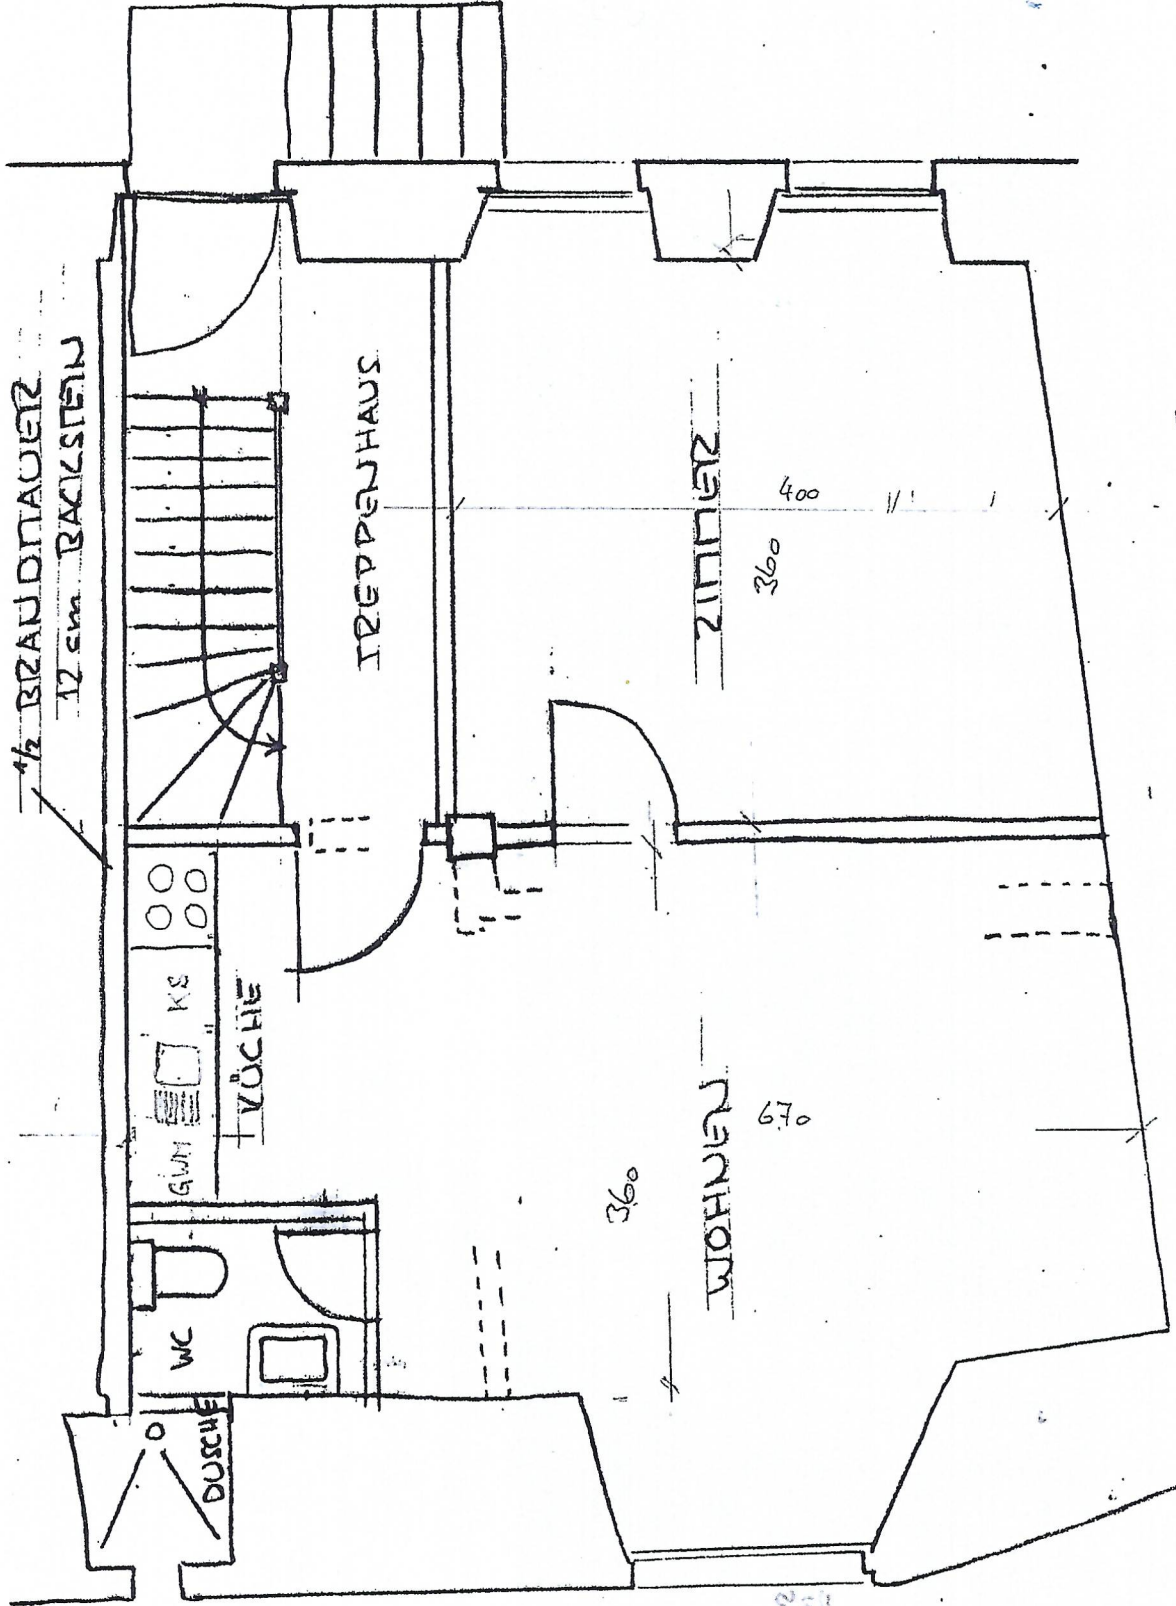 ½ BRANDMAUER
12 cm BACKSTEIN
TREPPENHAUS
ZIMMER
400
360
KS
GWM
KÜCHE
WOHNEN
670
360
WC
DUSCHE